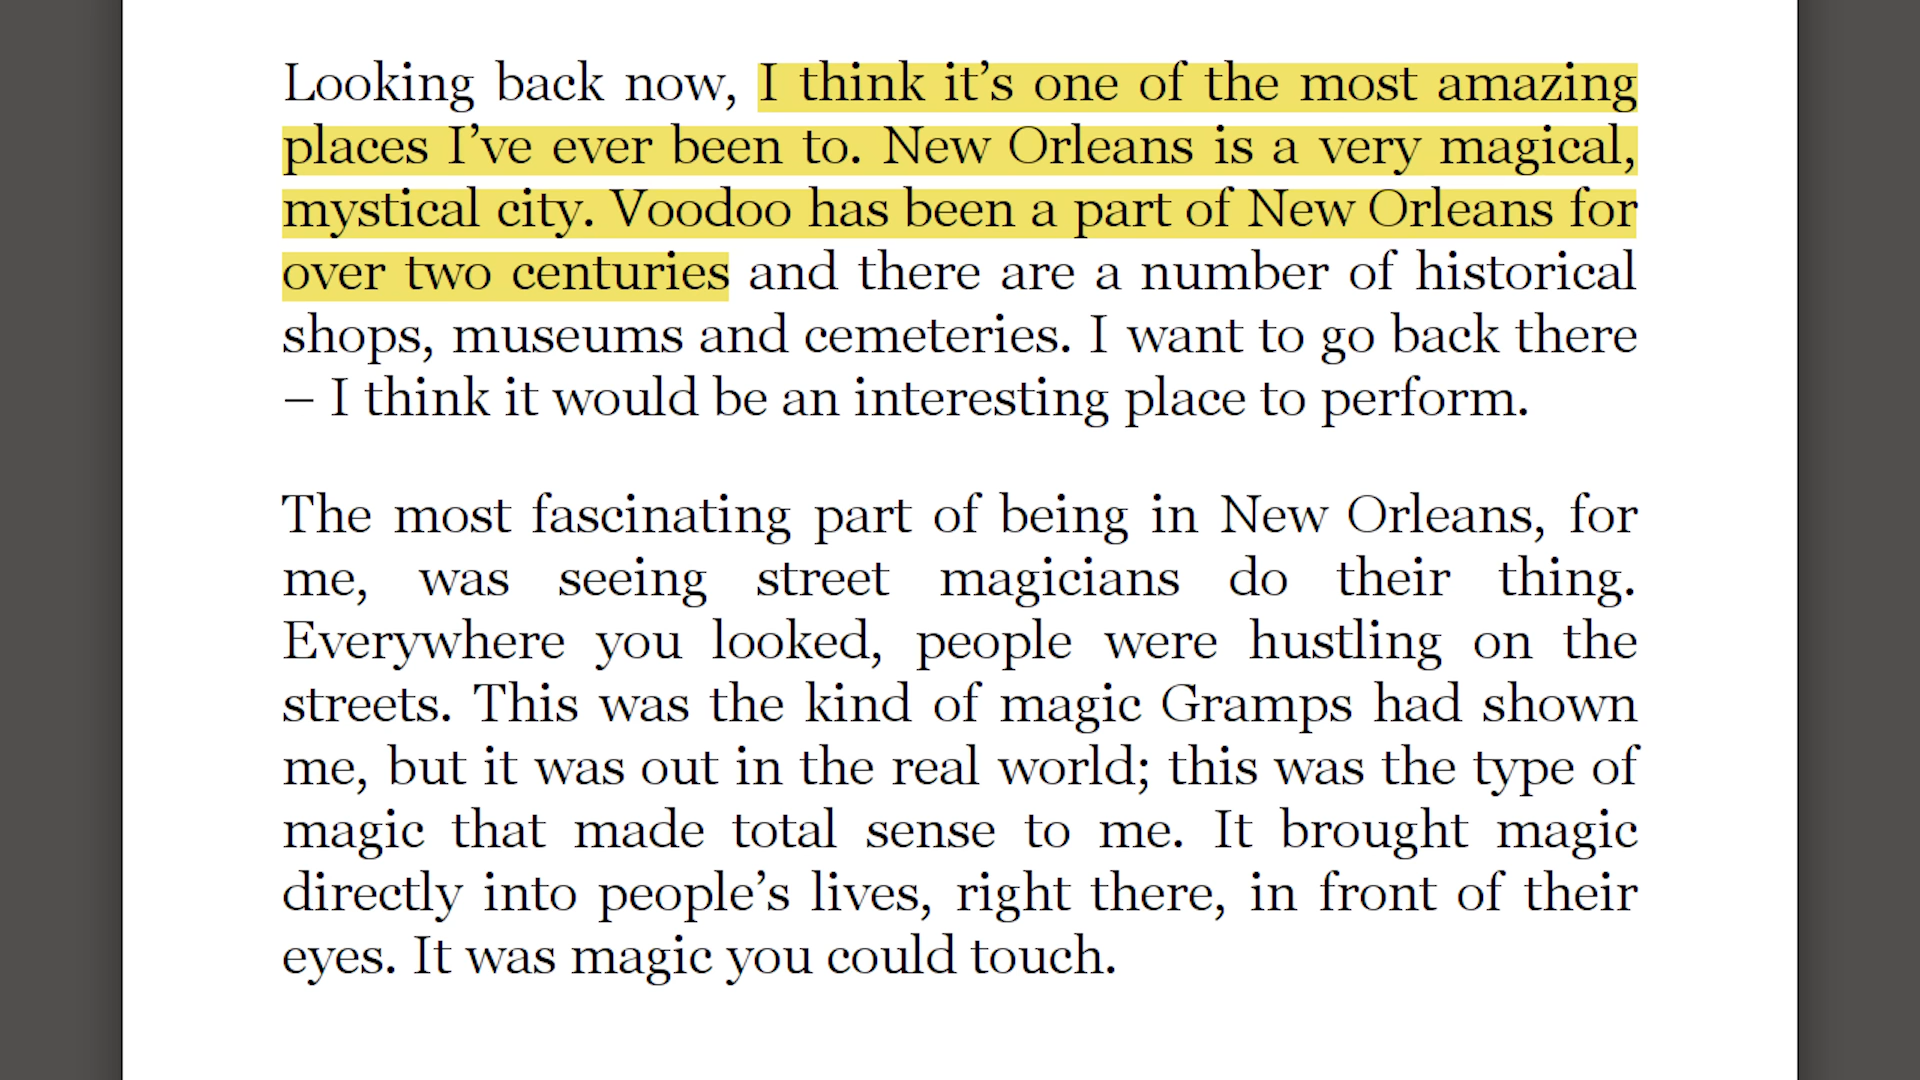 Looking back now, I think it’s one of the most amazing
places I’ve ever been to. New Orleans is a very magical,
mystical city. Voodoo has been a part of New Orleans for
over two centuries and there are a number of historical
shops, museums and cemeteries. I want to go back there
– I think it would be an interesting place to perform.
The most fascinating part of being in New Orleans, for
me, was seeing street magicians do their thing.
Everywhere you looked, people were hustling on the
streets. This was the kind of magic Gramps had shown
me, but it was out in the real world; this was the type of
magic that made total sense to me. It brought magic
directly into people’s lives, right there, in front of their
eyes. It was magic you could touch.